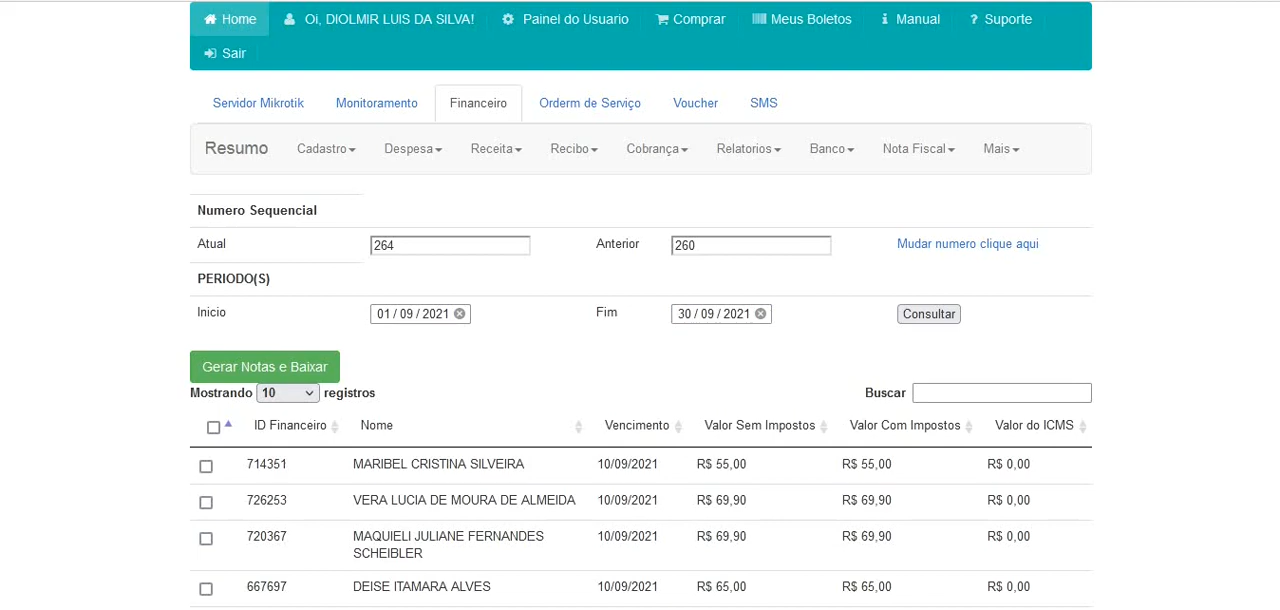 Home Oi, DIOLMIR LUIS DA SILVA! Painel do Usuario Comprar Meus Boletos Manual Suporte
Sair
Servidor Mikrotik Monitoramento Financeiro Orderm de Serviço Voucher SMS
Resumo Cadastro Despesa Receita Recibo Cobrança Relatorios Banco Nota Fiscal Mais
Numero Sequencial
Atual 264 Anterior 260 Mudar numero clique aqui
PERIODO(S)
Inicio 01 / 09 / 2021 Fim 30 / 09 / 2021 Consultar
Gerar Notas e Baixar
Mostrando 10 registros Buscar
ID Financeiro Nome Vencimento Valor Sem Impostos Valor Com Impostos Valor do ICMS
714351 MARIBEL CRISTINA SILVEIRA 10/09/2021 R$ 55,00 R$ 55,00 R$ 0,00
726253 VERA LUCIA DE MOURA DE ALMEIDA 10/09/2021 R$ 69,90 R$ 69,90 R$ 0,00
720367 MAQUIELI JULIANE FERNANDES 10/09/2021 R$ 69,90 R$ 69,90 R$ 0,00
SCHEIBLER
667697 DEISE ITAMARA ALVES 10/09/2021 R$ 65,00 R$ 65,00 R$ 0,00